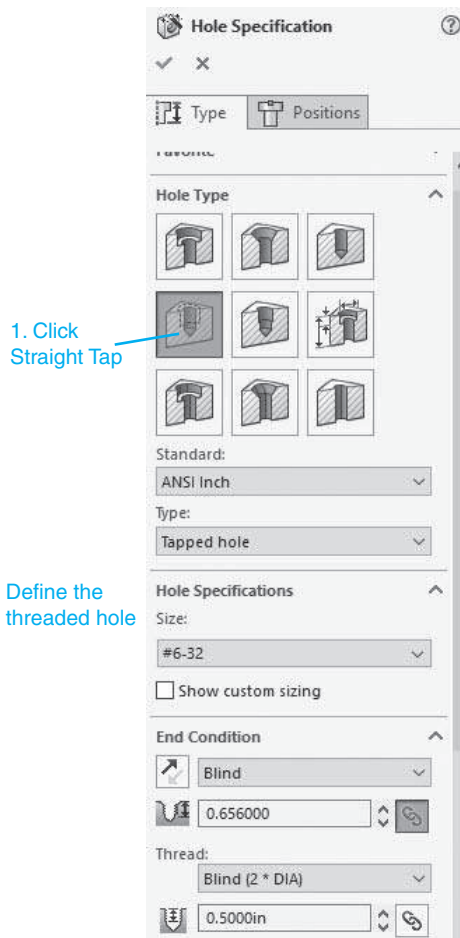 Hole Specification
Type
Positions
Favorite
Hole Type
1. Click
Straight Tap
Standard:
ANSI Inch
Type:
Tapped hole
Define the
threaded hole
Hole Specifications
Size:
#6-32
Show custom sizing
End Condition
Blind
0.656000
Thread:
Blind (2 * DIA)
0.5000in